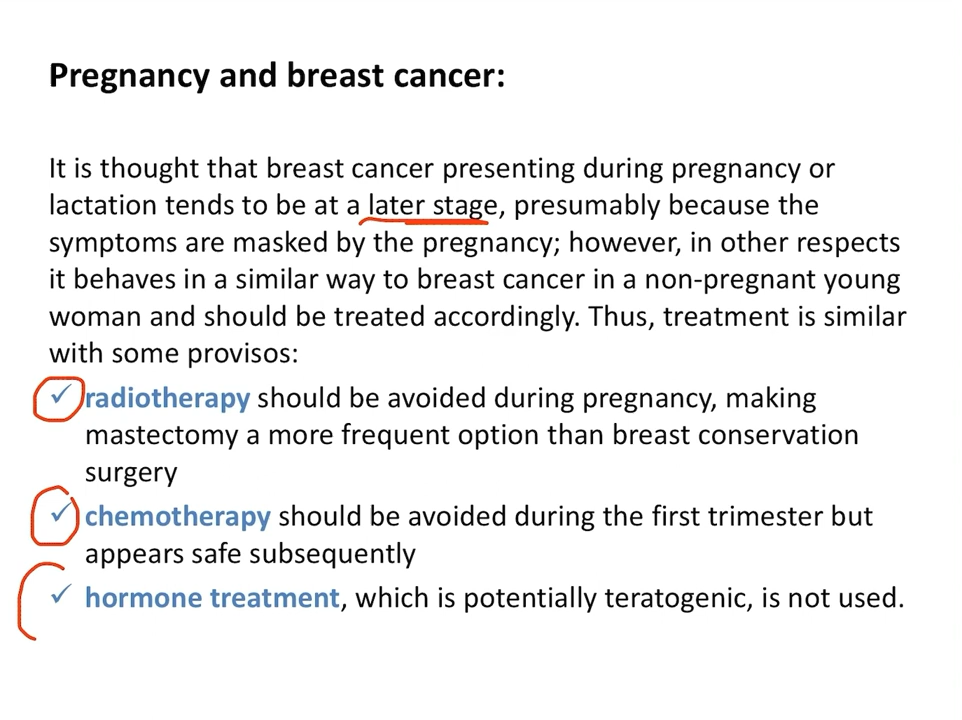 Pregnancy and breast cancer:
It is thought that breast cancer presenting during pregnancy or
lactation tends to be at a later stage, presumably because the
symptoms are masked by the pregnancy; however, in other respects
it behaves in a similar way to breast cancer in a non-pregnant young
woman and should be treated accordingly. Thus, treatment is similar
with some provisos:
✓ radiotherapy should be avoided during pregnancy, making
mastectomy a more frequent option than breast conservation
surgery
✓ chemotherapy should be avoided during the first trimester but
appears safe subsequently
✓ hormone treatment, which is potentially teratogenic, is not used.